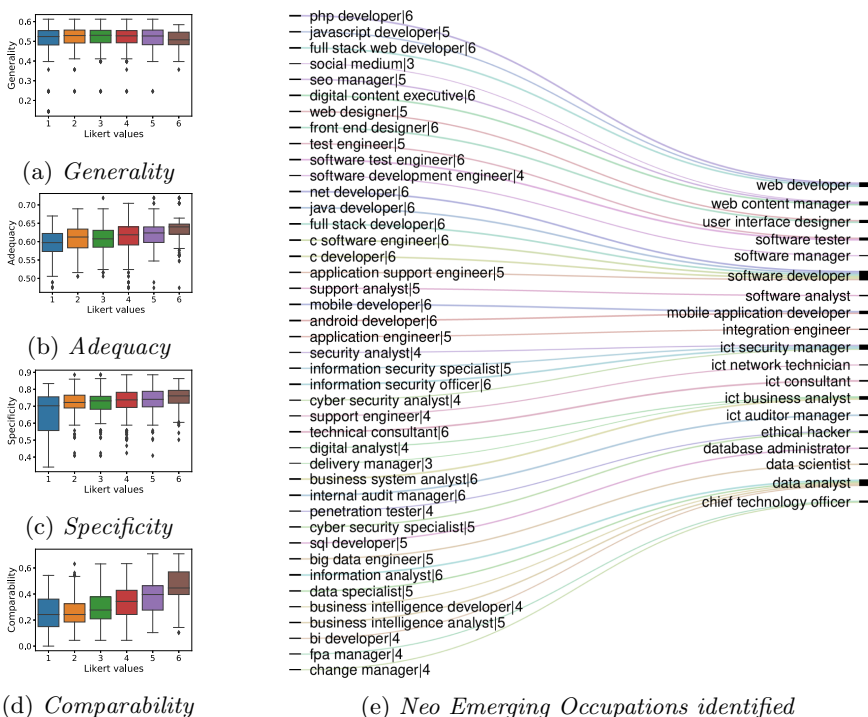 0.6
0.5
0.4
0.3
0.2
Generality
1 2 3 4 5 6
Likert values
(a) Generality
0.70
0.65
0.60
0.55
0.50
Adequacy
1 2 3 4 5 6
Likert values
(b) Adequacy
0.9
0.8
0.7
0.6
0.5
0.4
Specificity
1 2 3 4 5 6
Likert values
(c) Specificity
0.6
0.4
0.2
0.0
Comparability
1 2 3 4 5 6
Likert values
(d) Comparability
php developer|6
javascript developer|5
full stack web developer|6
social medium|3
seo manager|5
digital content executive|6
web designer|5
front end designer|6
test engineer|5
software test engineer|6
software development engineer|4
net developer|6
java developer|6
full stack developer|6
c software engineer|6
c developer|6
application support engineer|5
support analyst|5
mobile developer|6
android developer|6
application engineer|5
security analyst|4
information security specialist|5
information security officer|6
cyber security analyst|4
support engineer|4
technical consultant|6
digital analyst|4
delivery manager|3
business system analyst|6
internal audit manager|6
penetration tester|4
cyber security specialist|5
sql developer|5
big data engineer|5
information analyst|6
data specialist|5
business intelligence developer|4
business intelligence analyst|5
bi developer|4
fpa manager|4
change manager|4
web developer
web content manager
user interface designer
software tester
software manager
software developer
software analyst
mobile application developer
integration engineer
ict security manager
ict network technician
ict consultant
ict business analyst
ict auditor manager
ethical hacker
database administrator
data scientist
data analyst
chief technology officer
(e) Neo Emerging Occupations identified